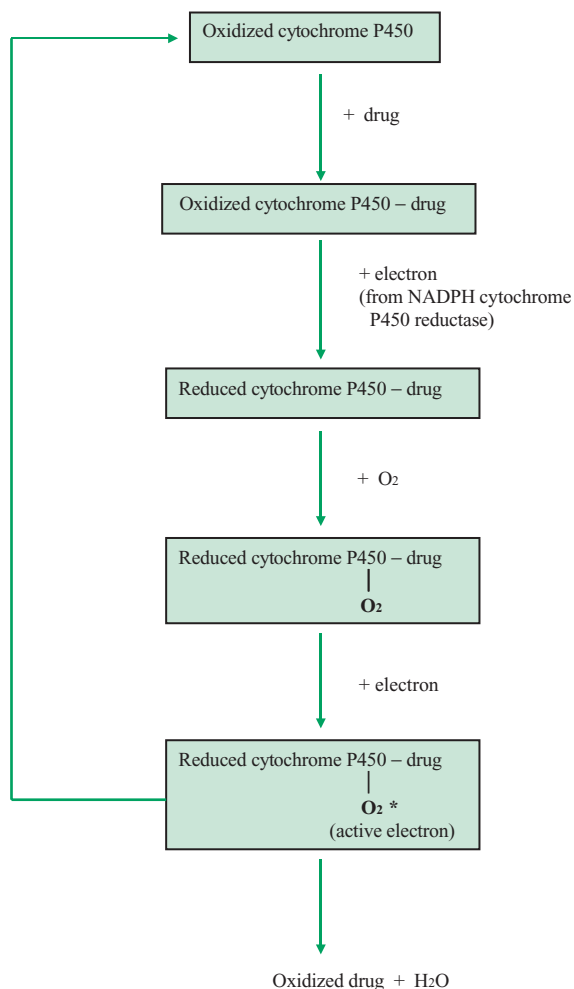 Oxidized cytochrome P450
+ drug
Oxidized cytochrome P450 – drug
+ electron
(from NADPH cytochrome
P450 reductase)
Reduced cytochrome P450 – drug
+ O2
Reduced cytochrome P450 – drug
O2
+ electron
Reduced cytochrome P450 – drug
O2 *
(active electron)
Oxidized drug + H2O